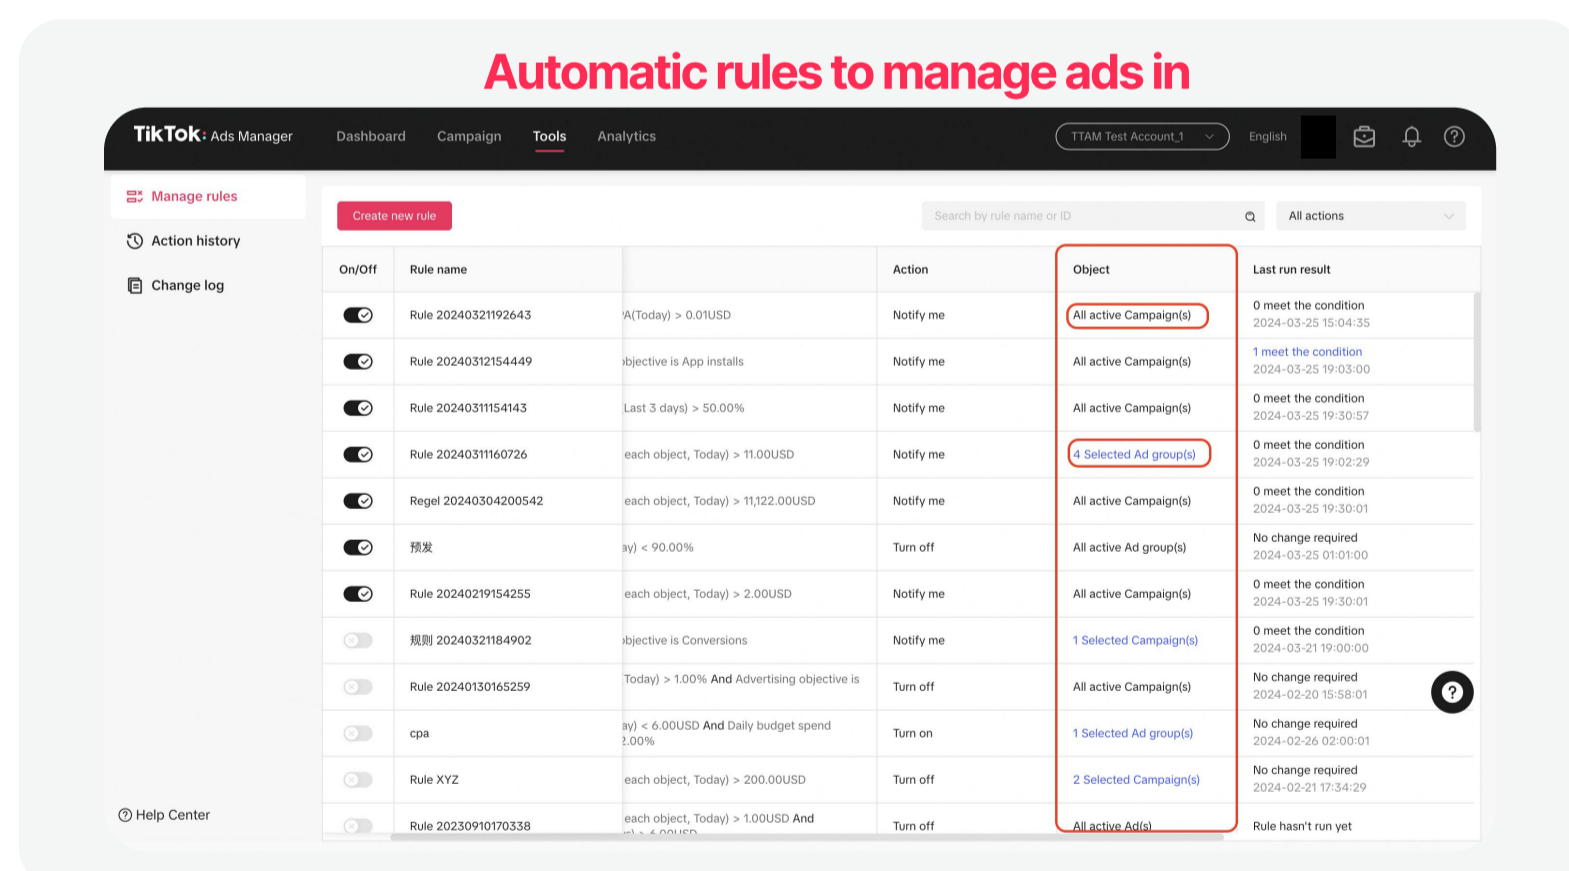 Automatic rules to manage ads in
TikTok: Ads Manager Dashboard Campaign Tools Analytics TTAM Test Account_1 English
Manage rules
Action history
Change log
Help Center
Create new rule Search by rule name or ID All actions
On/Off Rule name Action Object Last run result
Rule 20240321192643 (Today) > 0.01USD Notify me All active Campaign(s) 0 meet the condition
2024-03-25 15:04:35
Rule 20240312154449 objective is App installs Notify me All active Campaign(s) 1 meet the condition
2024-03-25 19:03:00
Rule 20240311154143 Last 3 days) > 50.00% Notify me All active Campaign(s) 0 meet the condition
2024-03-25 19:30:57
Rule 20240311160726 each object, Today) > 11.00USD Notify me 4 Selected Ad group(s) 0 meet the condition
2024-03-25 19:02:29
Regel 20240304200542 each object, Today) > 11,122.00USD Notify me All active Campaign(s) 0 meet the condition
2024-03-25 19:30:01
预发 ay) < 90.00% Turn off All active Ad group(s) No change required
2024-03-25 01:01:00
Rule 20240219154255 each object, Today) > 2.00USD Notify me All active Campaign(s) 0 meet the condition
2024-03-25 19:30:01
规则 20240321184902 objective is Conversions Notify me 1 Selected Campaign(s) 0 meet the condition
2024-03-21 19:00:00
Rule 20240130165259 Today) > 1.00% And Advertising objective is Turn off All active Campaign(s) No change required
2024-02-20 15:58:01
cpa ay) < 6.00USD And Daily budget spend Turn on 1 Selected Ad group(s) No change required
2.00% 2024-02-26 02:00:01
Rule XYZ each object, Today) > 200.00USD Turn off 2 Selected Campaign(s) No change required
2024-02-21 17:34:29
Rule 20230910170338 each object, Today) > 1.00USD And Turn off All active Ad(s) Rule hasn't run yet